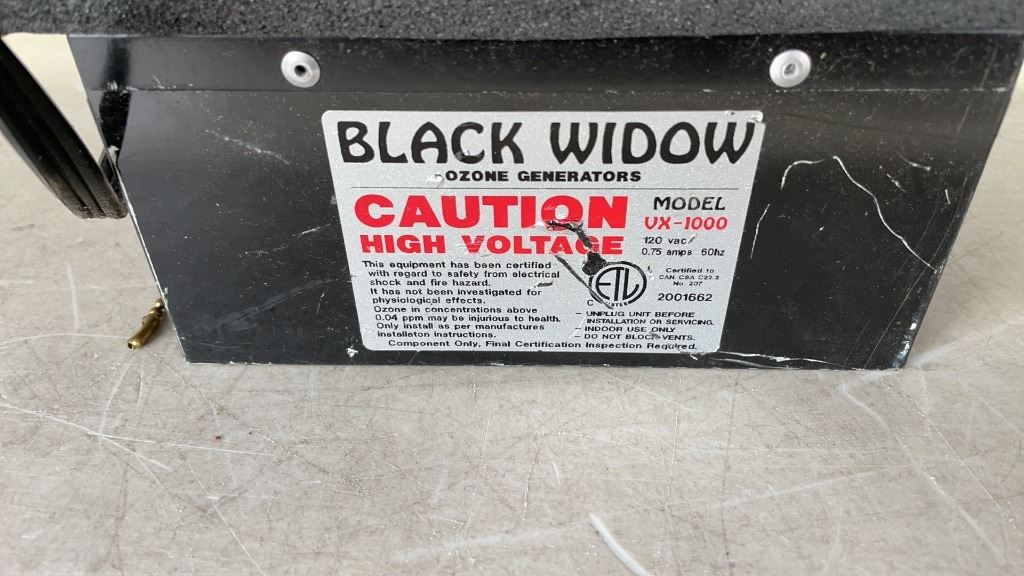 BLACK WIDOW
OZONE GENERATORS
CAUTION
HIGH VOLTAGE
MODEL
VX-1000
120 vac
0.75 amps 60hz
This equipment has been certified
with regard to safety from electrical
shock and fire hazard.
It has not been investigated for
physiological effects.
Ozone in concentrations above
0.04 ppm may be injurious to health.
Only install as per manufactures
installaton instructions.
ETL
C
Certified to
CAN. CSA C22.2
No. 207
2001662
- UNPLUG UNIT BEFORE
INSTALLATION OR SERVICING.
- INDOOR USE ONLY
- DO NOT BLOCK VENTS.
Component Only, Final Certification Inspection Required.